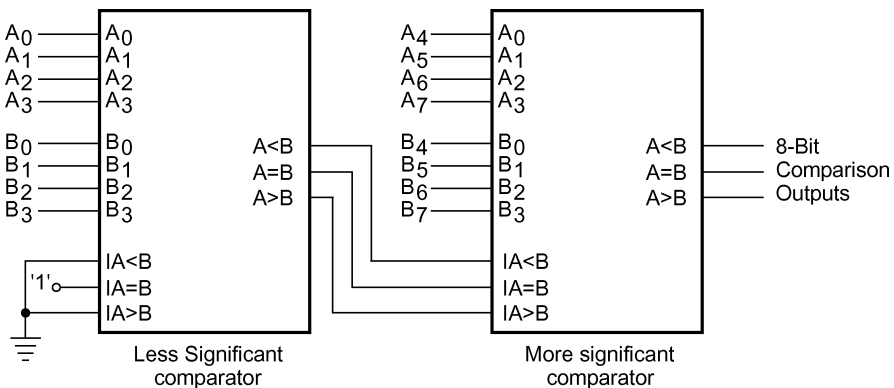 A0 A0
A1 A1
A2 A2
A3 A3
B0 B0
B1 B1
B2 B2
B3 B3
A<B
A=B
A>B
IA<B
'1' IA=B
IA>B
Less Significant
comparator
A4 A0
A5 A1
A6 A2
A7 A3
B4 B0
B5 B1
B6 B2
B7 B3
A<B
A=B
A>B
IA<B
IA=B
IA>B
8-Bit
Comparison
Outputs
More significant
comparator